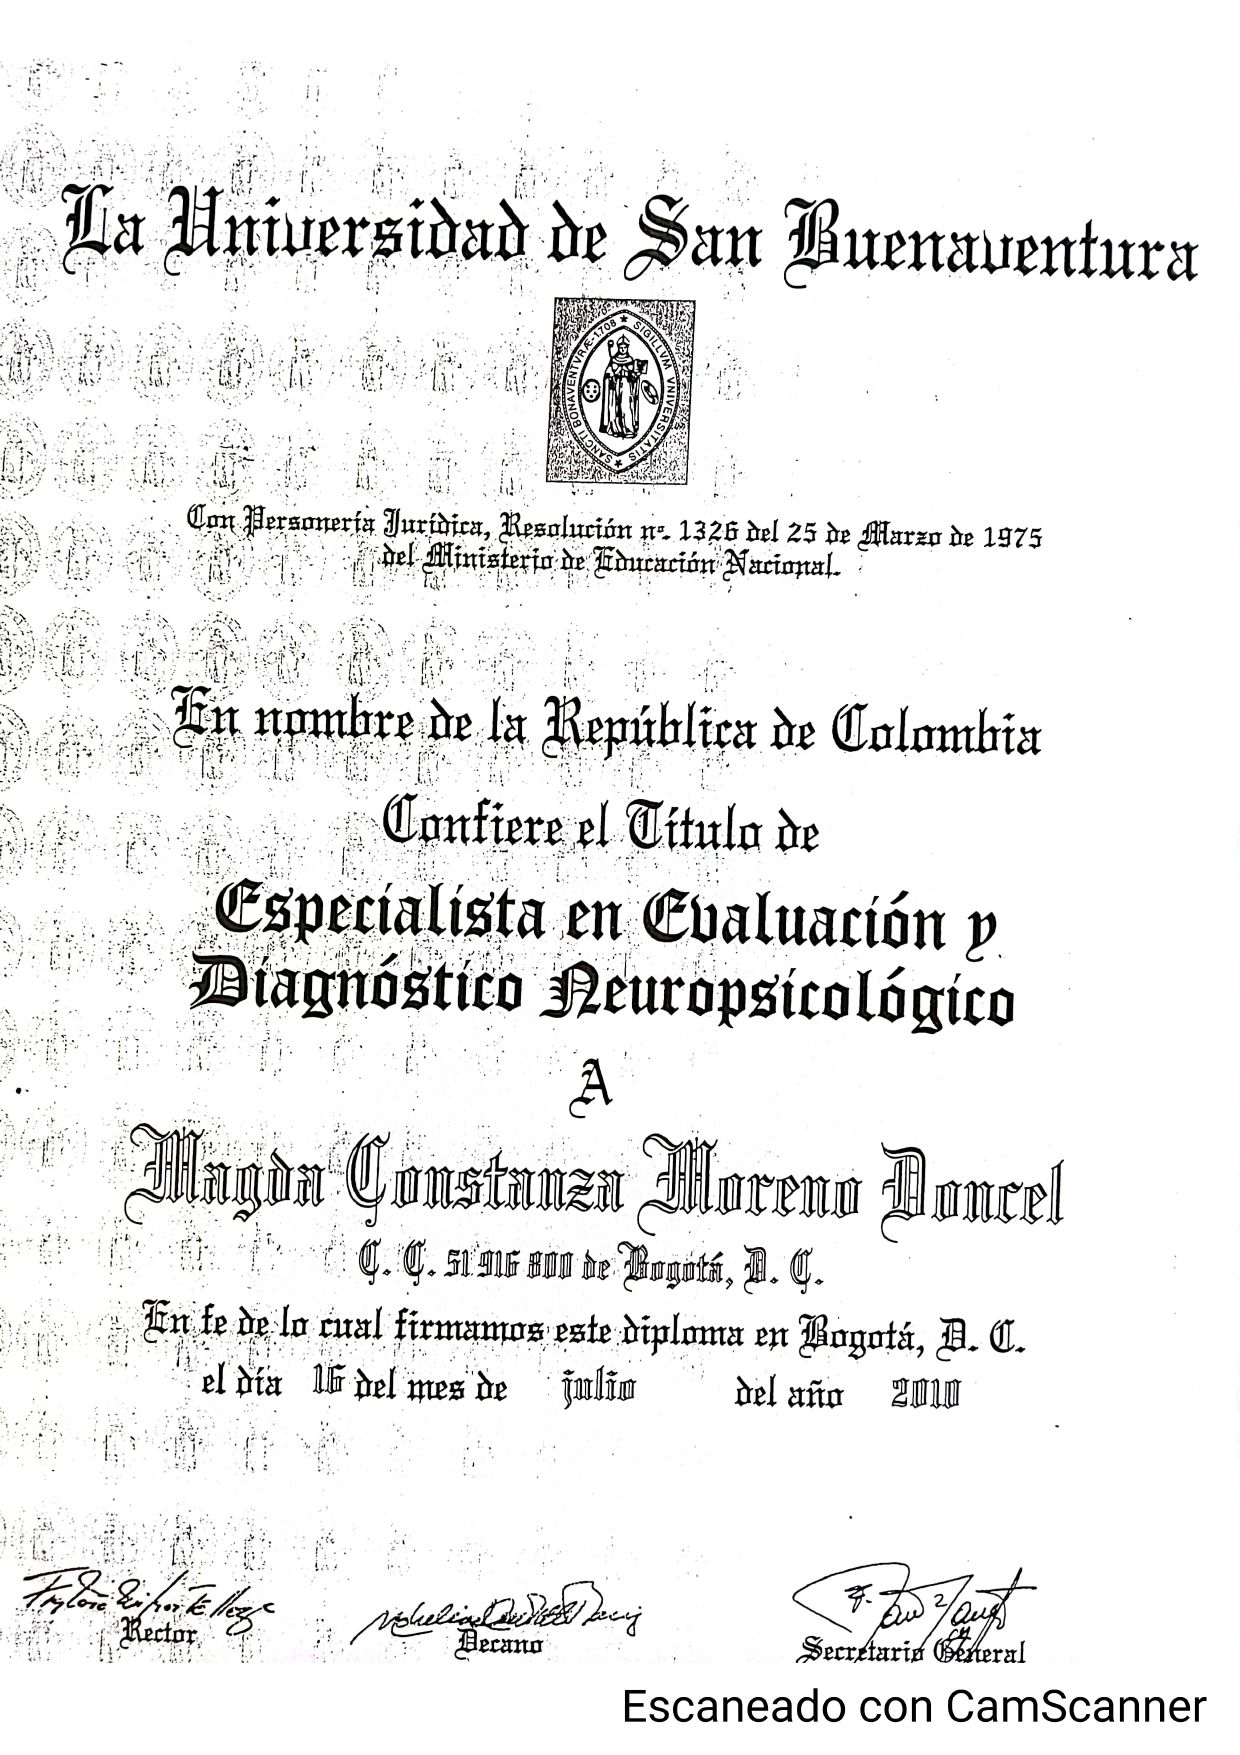 La Universidad de San Buenaventura
SIGILLVM VNIVERSITATIS ★ SANCTI BONAVENTVRÆ-1708 ★
Con Personería Jurídica, Resolución nº. 1326 del 25 de Marzo de 1975
del Ministerio de Educación Nacional.
En nombre de la República de Colombia
Confiere el Título de
Especialista en Evaluación y
Diagnóstico Neuropsicológico
A
Magda Constanza Moreno Doncel
C. C. 51 916 800 de Bogotá, D. C.
En fe de lo cual firmamos este diploma en Bogotá, D. C.
el día 16 del mes de julio del año 2010
Rector
Decano
Secretario General
Escaneado con CamScanner